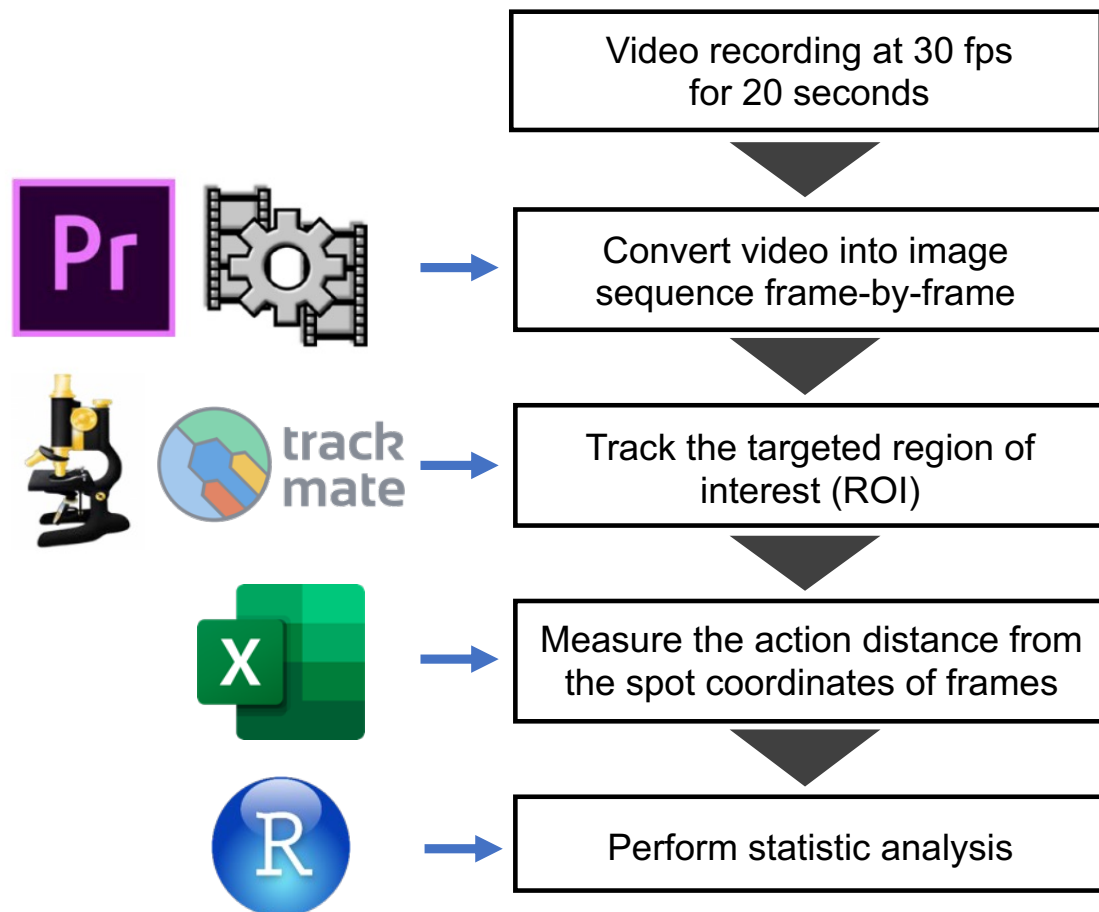 Video recording at 30 fps
for 20 seconds
Pr
Convert video into image
sequence frame-by-frame
track
mate
Track the targeted region of
interest (ROI)
X
Measure the action distance from
the spot coordinates of frames
R
Perform statistic analysis